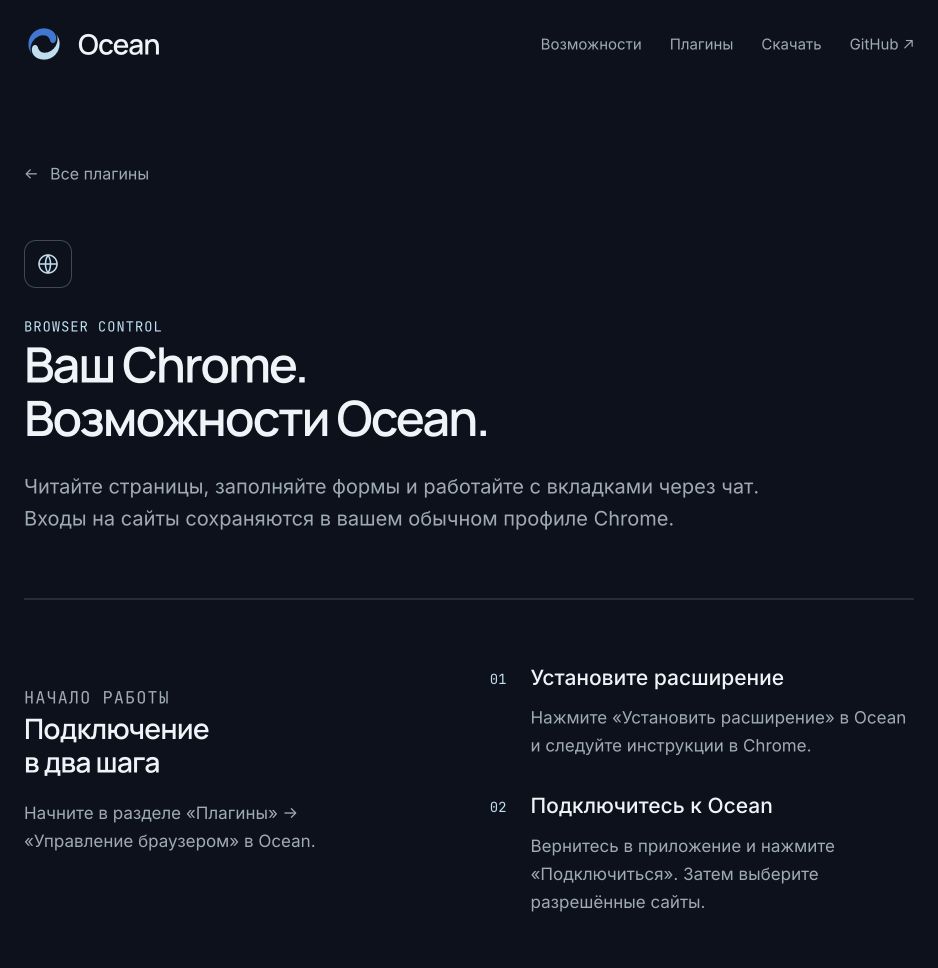 Ocean
Возможности
Плагины
Скачать
GitHub ↗
← Все плагины
BROWSER CONTROL
Ваш Chrome.
Возможности Ocean.
Читайте страницы, заполняйте формы и работайте с вкладками через чат.
Входы на сайты сохраняются в вашем обычном профиле Chrome.
НАЧАЛО РАБОТЫ
Подключение
в два шага
Начните в разделе «Плагины» →
«Управление браузером» в Ocean.
01 Установите расширение
Нажмите «Установить расширение» в Ocean
и следуйте инструкции в Chrome.
02 Подключитесь к Ocean
Вернитесь в приложение и нажмите
«Подключиться». Затем выберите
разрешённые сайты.